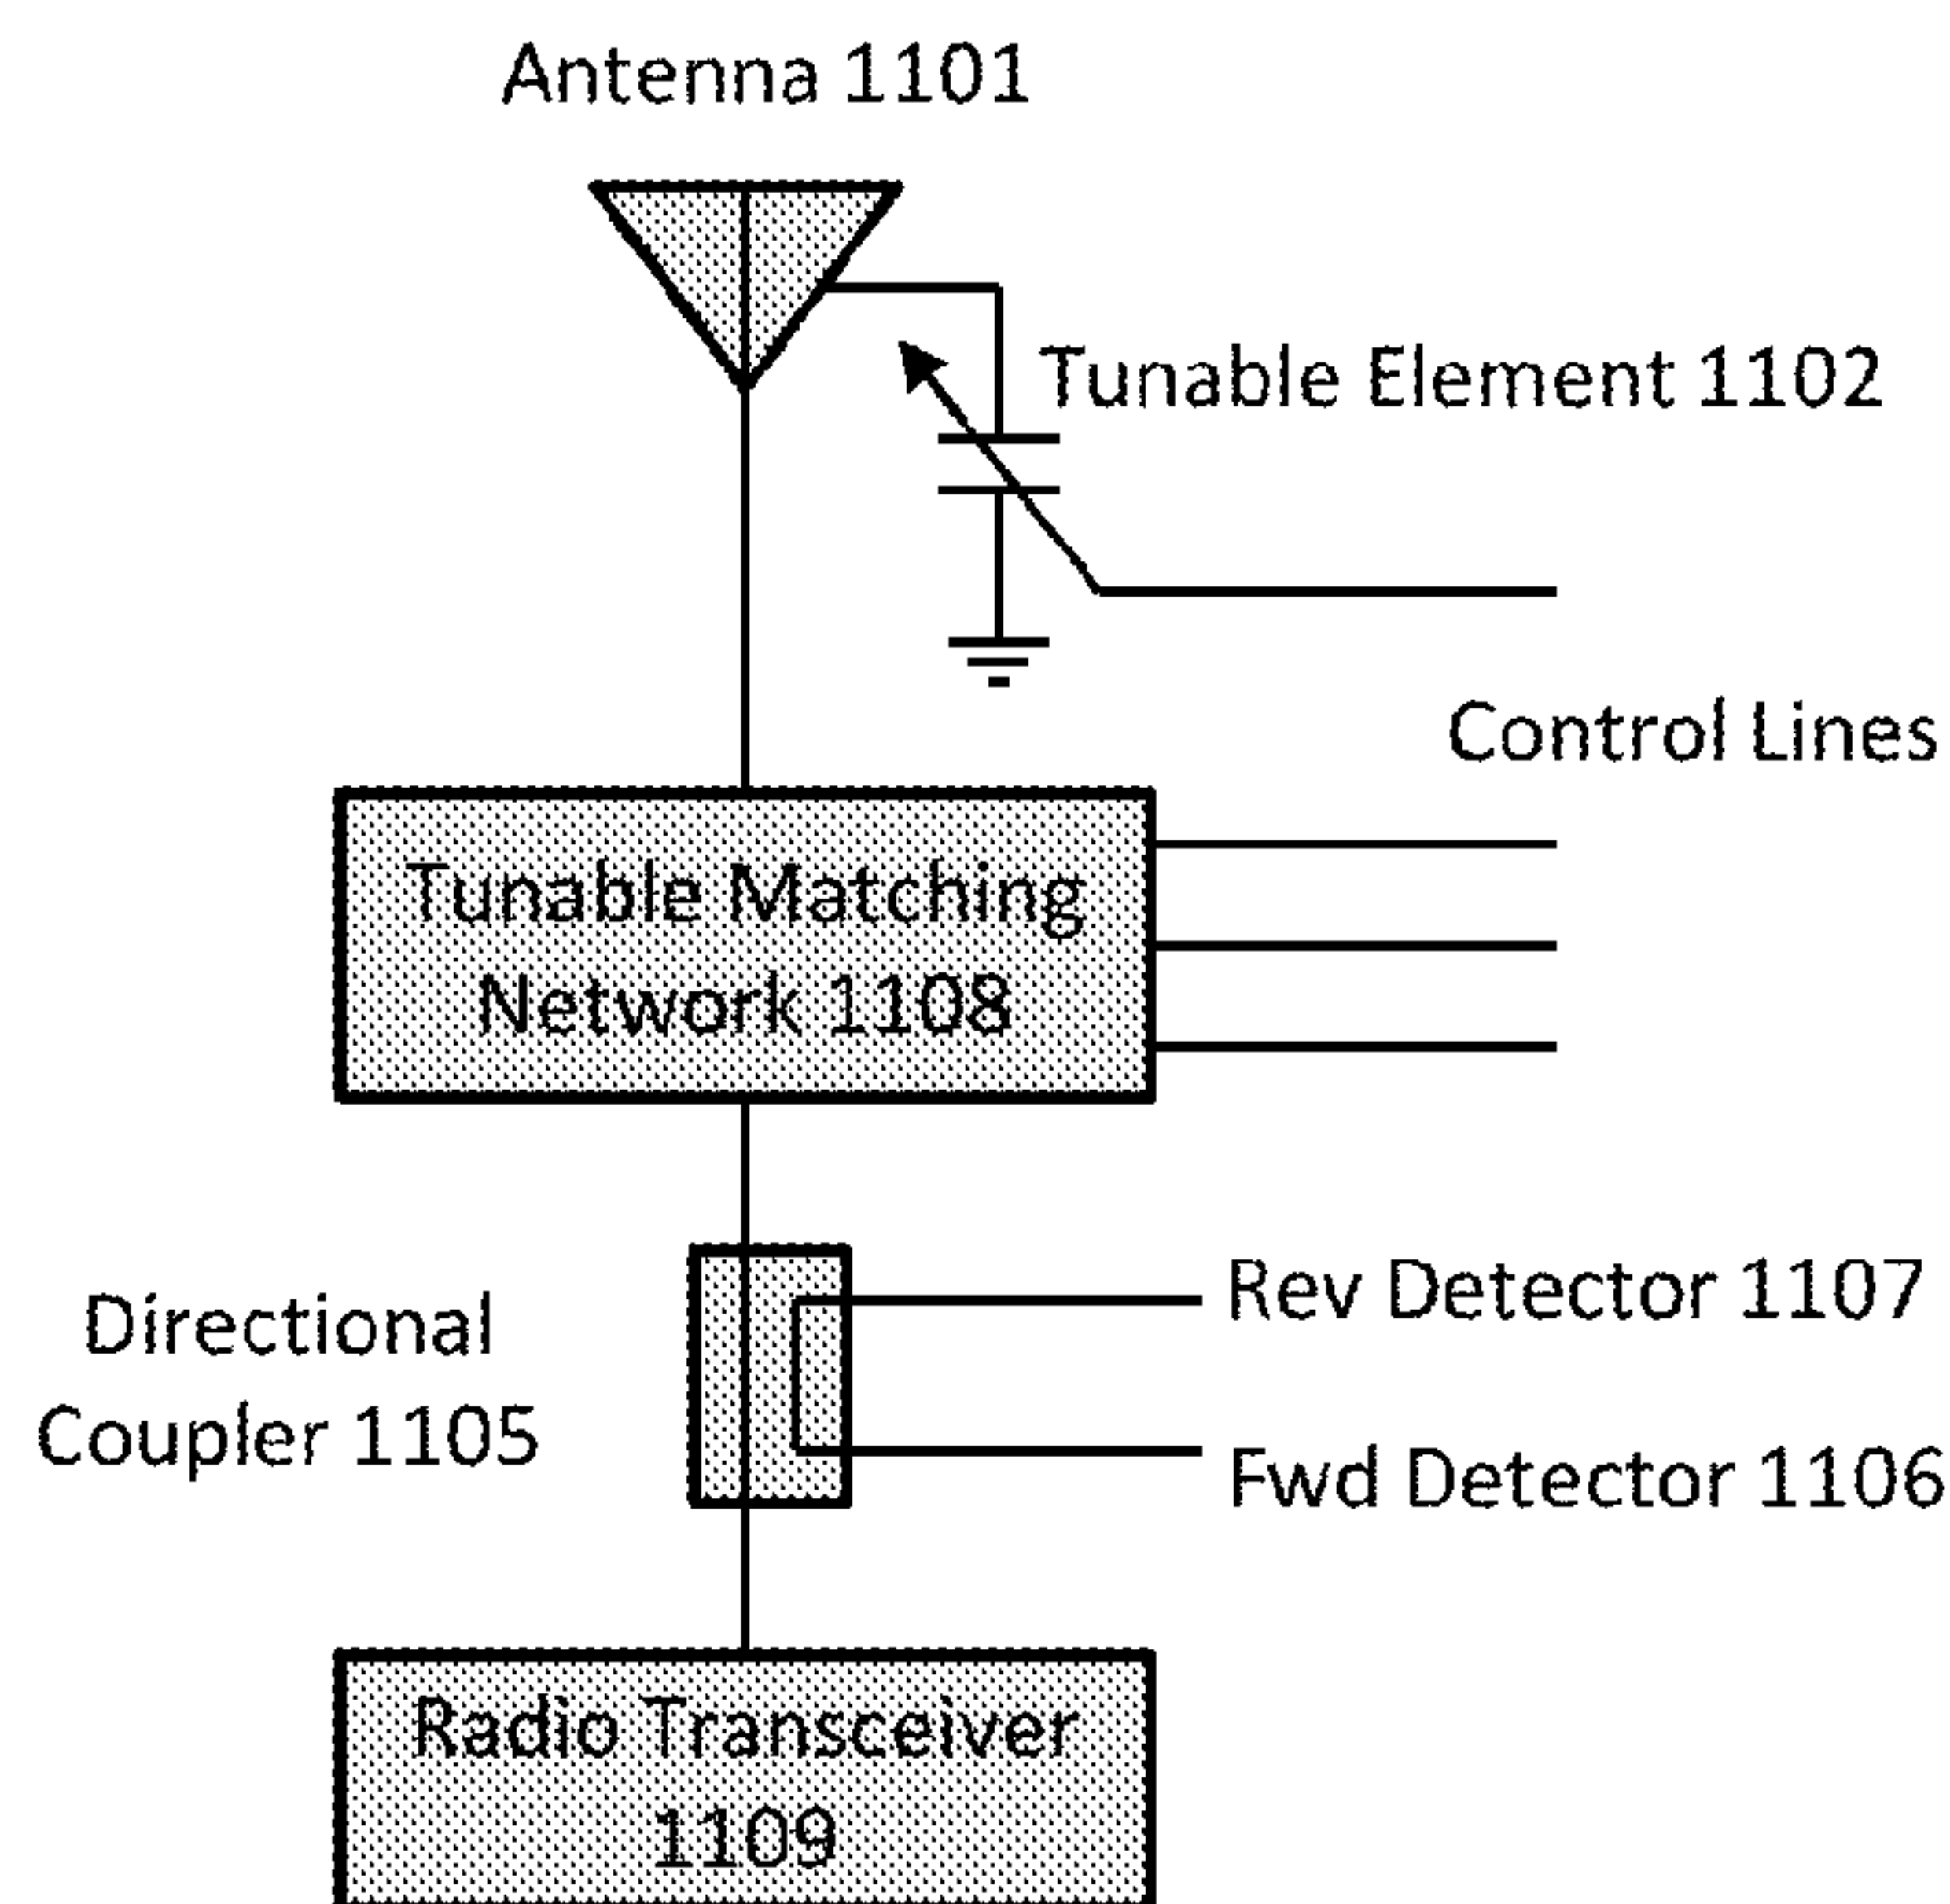 Antenna 1101
Tunable Element 1102
Control Lines
Tunable Matching
Network 1108
Rev Detector 1107
Directional
Coupler 1105
Fwd Detector 1106
Radio Transceiver
1109